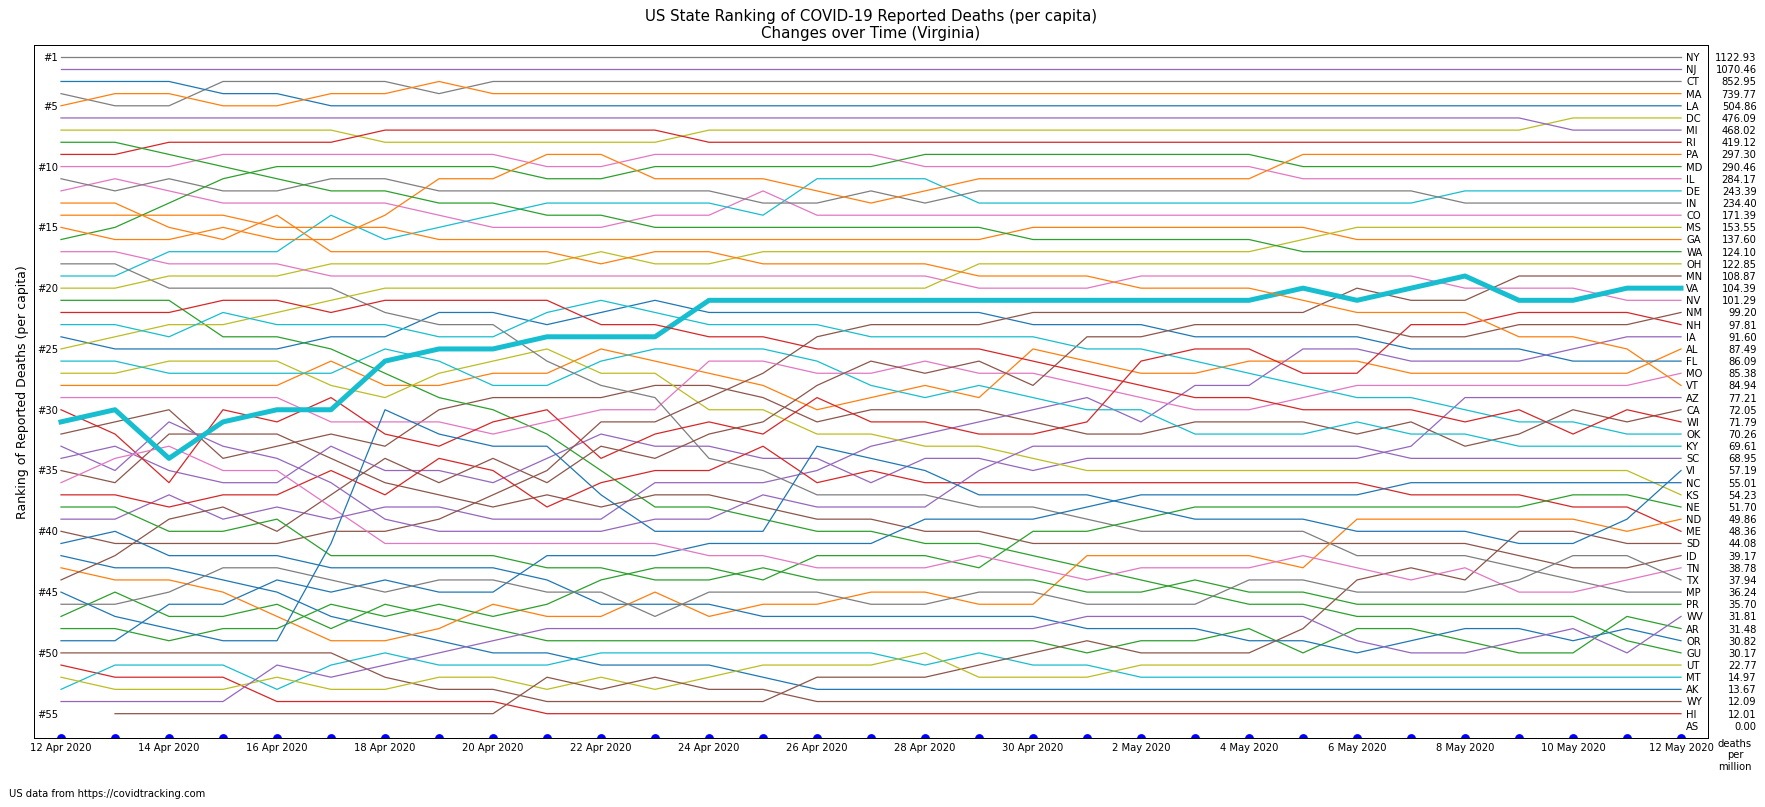 US State Ranking of COVID-19 Reported Deaths (per capita)
Changes over Time (Virginia)
Ranking of Reported Deaths (per capita)
#1
#5
#10
#15
#20
#25
#30
#35
#40
#45
#50
#55
NY 1122.93
NJ 1070.46
CT 852.95
MA 739.77
LA 504.86
DC 476.09
MI 468.02
RI 419.12
PA 297.30
MD 290.46
IL 284.17
DE 243.39
IN 234.40
CO 171.39
MS 153.55
GA 137.60
WA 124.10
OH 122.85
MN 108.87
VA 104.39
NV 101.29
NM 99.20
NH 97.81
IA 91.60
AL 87.49
FL 86.09
MO 85.38
VT 84.94
AZ 77.21
CA 72.05
WI 71.79
OK 70.26
KY 69.61
SC 68.95
VI 57.19
NC 55.01
KS 54.23
NE 51.70
ND 49.86
ME 48.36
SD 44.08
ID 39.17
TN 38.78
TX 37.94
MP 36.24
PR 35.70
WV 31.81
AR 31.48
OR 30.82
GU 30.17
UT 22.77
MT 14.97
AK 13.67
WY 12.09
HI 12.01
AS 0.00
12 Apr 2020 14 Apr 2020 16 Apr 2020 18 Apr 2020 20 Apr 2020 22 Apr 2020 24 Apr 2020 26 Apr 2020 28 Apr 2020 30 Apr 2020 2 May 2020 4 May 2020 6 May 2020 8 May 2020 10 May 2020 12 May 2020
deaths
per
million
US data from https://covidtracking.com